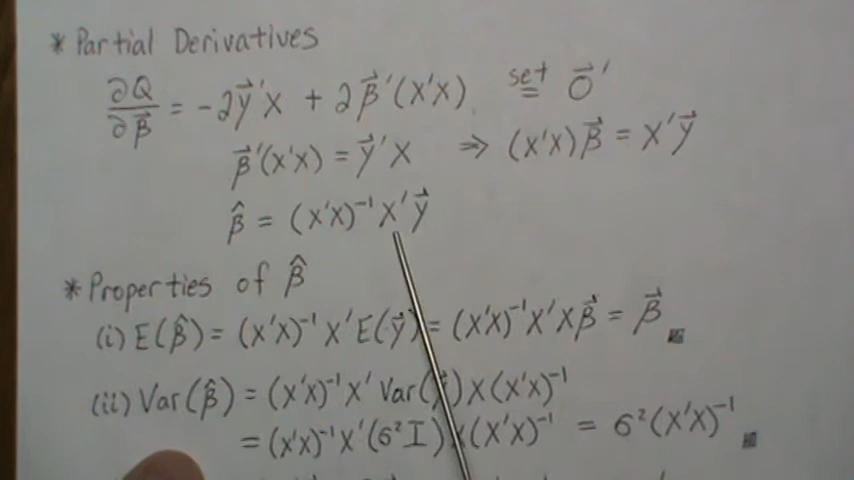 * Partial Derivatives
∂Q/∂β⃗ = -2y⃗'X + 2β⃗'(X'X) set = 0⃗'
β⃗'(X'X) = y⃗'X ⇒ (X'X)β⃗ = X'y⃗
β̂ = (X'X)⁻¹X'y⃗
* Properties of β̂
(i) E(β̂) = (X'X)⁻¹X'E(y⃗) = (X'X)⁻¹X'Xβ⃗ = β⃗
(ii) Var(β̂) = (X'X)⁻¹X'Var( )X(X'X)⁻¹
= (X'X)⁻¹X'(σ²I)X(X'X)⁻¹ = σ²(X'X)⁻¹